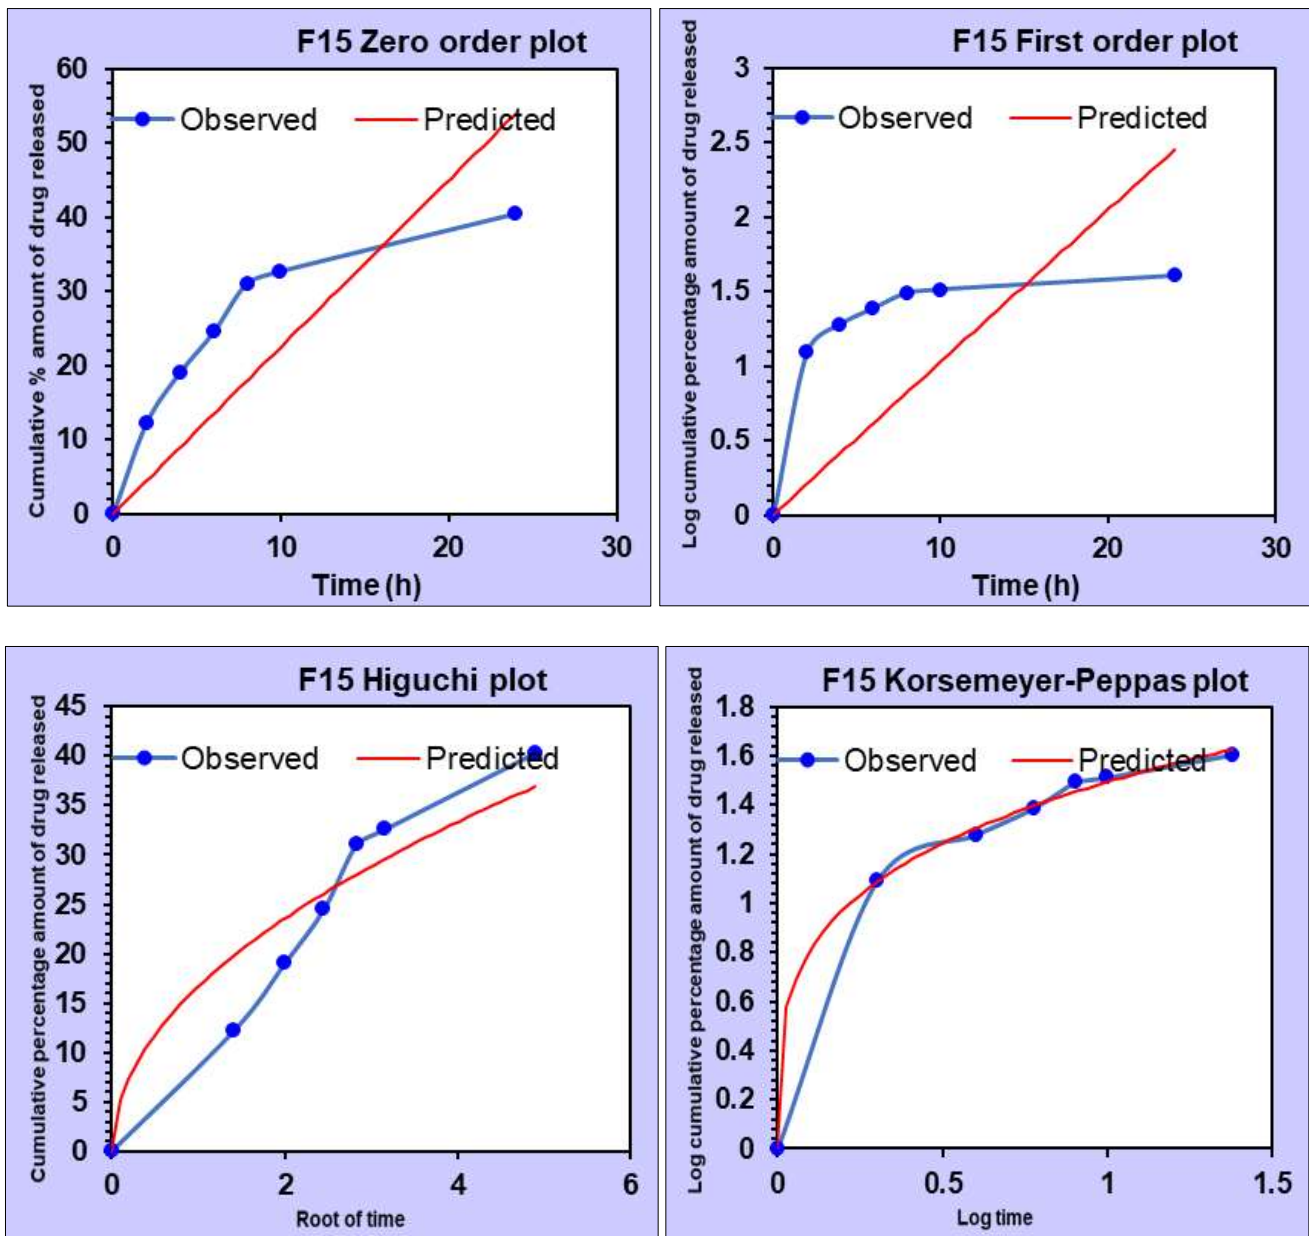 F15 Zero order plot
Cumulative % amount of drug released
60
50
40
30
20
10
0
Observed
Predicted
0
10
20
30
Time (h)
F15 First order plot
Log cumulative percentage amount of drug released
3
2.5
2
1.5
1
0.5
0
Observed
Predicted
0
10
20
30
Time (h)
F15 Higuchi plot
Cumulative percentage amount of drug released
45
40
35
30
25
20
15
10
5
0
Observed
Predicted
0
2
4
6
Root of time
F15 Korsemeyer-Peppas plot
Log cumulative percentage amount of drug released
1.8
1.6
1.4
1.2
1
0.8
0.6
0.4
0.2
0
Observed
Predicted
0
0.5
1
1.5
Log time